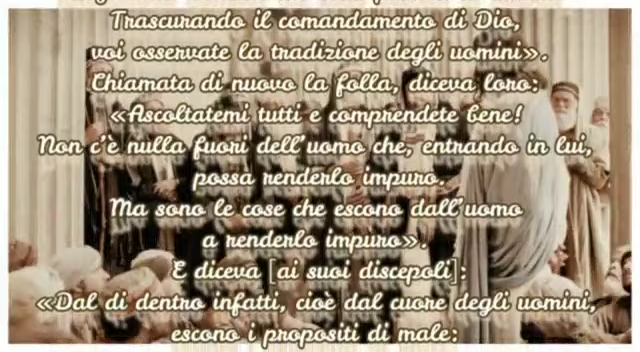 Trascurando il comandamento di Dio,
voi osservate la tradizione degli uomini».
Chiamata di nuovo la folla, diceva loro:
«Ascoltatemi tutti e comprendete bene!
Non c'è nulla fuori dell'uomo che, entrando in lui,
possa renderlo impuro.
Ma sono le cose che escono dall'uomo
a renderlo impuro».
E diceva [ai suoi discepoli]:
«Dal di dentro infatti, cioè dal cuore degli uomini,
escono i propositi di male: